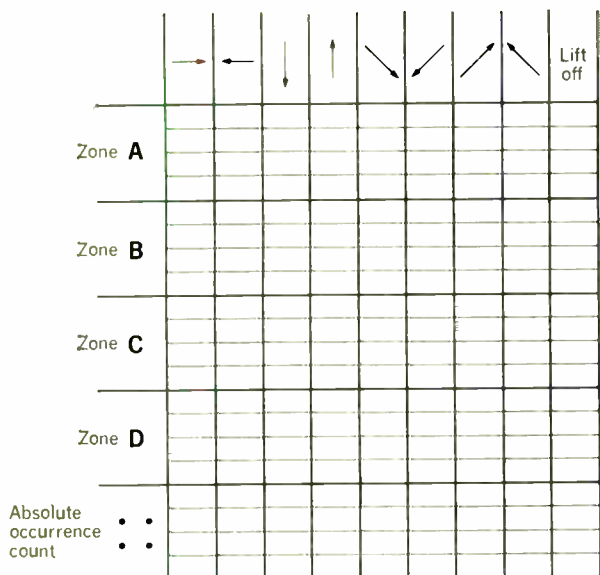 Lift
off
Zone A
Zone B
Zone C
Zone D
Absolute
occurrence
count